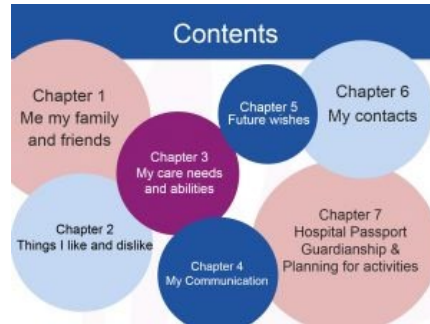 Contents
Chapter 1
Me my family
and friends
Chapter 2
Things I like and dislike
Chapter 3
My care needs
and abilities
Chapter 4
My Communication
Chapter 5
Future wishes
Chapter 6
My contacts
Chapter 7
Hospital Passport
Guardianship &
Planning for activities